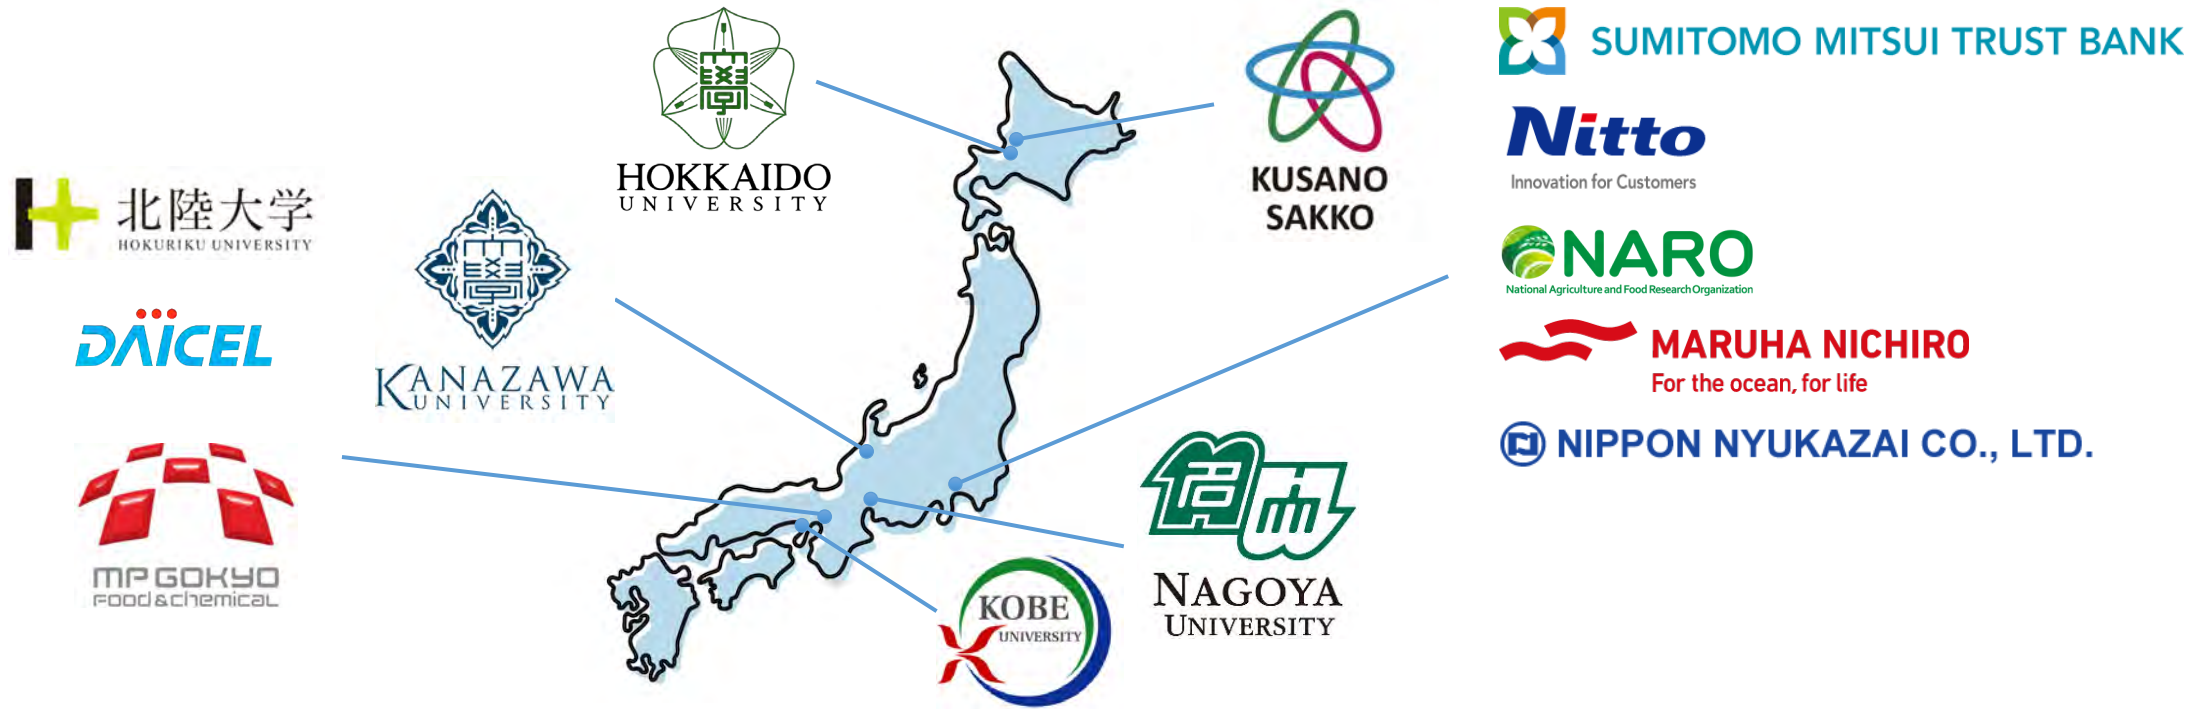 北陸大学
HOKURIKU UNIVERSITY
DAICEL
MP GOKYO
FOOD & CHEMICAL
KANAZAWA
UNIVERSITY
大學
HOKKAIDO
UNIVERSITY
KUSANO
SAKKO
KOBE
UNIVERSITY
NAGOYA
UNIVERSITY
SUMITOMO MITSUI TRUST BANK
Nitto
Innovation for Customers
NARO
National Agriculture and Food Research Organization
MARUHA NICHIRO
For the ocean, for life
NIPPON NYUKAZAI CO., LTD.